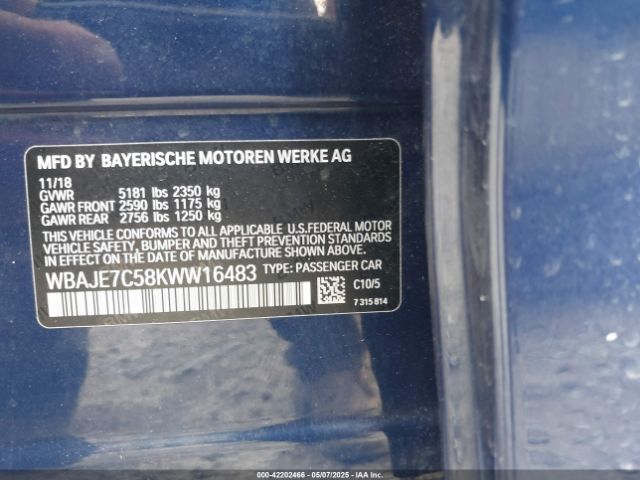 MFD BY BAYERISCHE MOTOREN WERKE AG
11/18
GVWR 5181 lbs 2350 kg
GAWR FRONT 2590 lbs 1175 kg
GAWR REAR 2756 lbs 1250 kg
THIS VEHICLE CONFORMS TO ALL APPLICABLE U.S.FEDERAL MOTOR
VEHICLE SAFETY, BUMPER AND THEFT PREVENTION STANDARDS
IN EFFECT ON THE DATE OF MANUFACTURE SHOWN ABOVE.
WBAJE7C58KWW16483 TYPE: PASSENGER CAR
C10/5
7 315 814
000-42202466 - 05/07/2025 - IAA Inc.